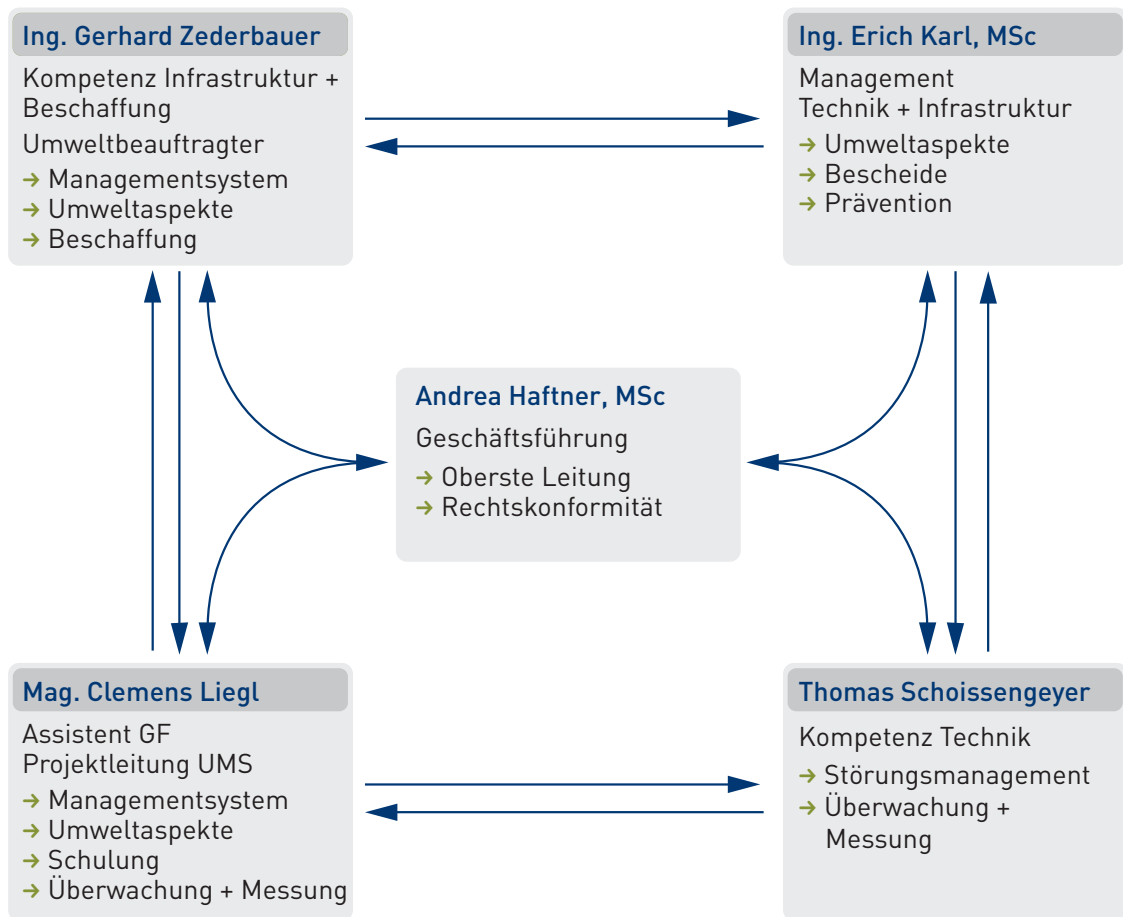 Ing. Gerhard Zederbauer
Kompetenz Infrastruktur +
Beschaffung
Umweltbeauftragter
→ Managementsystem
→ Umweltaspekte
→ Beschaffung
Ing. Erich Karl, MSc
Management
Technik + Infrastruktur
→ Umweltaspekte
→ Bescheide
→ Prävention
Andrea Haftner, MSc
Geschäftsführung
→ Oberste Leitung
→ Rechtskonformität
Mag. Clemens Liegl
Assistent GF
Projektleitung UMS
→ Managementsystem
→ Umweltaspekte
→ Schulung
→ Überwachung + Messung
Thomas Schoissengeyer
Kompetenz Technik
→ Störungsmanagement
→ Überwachung +
Messung